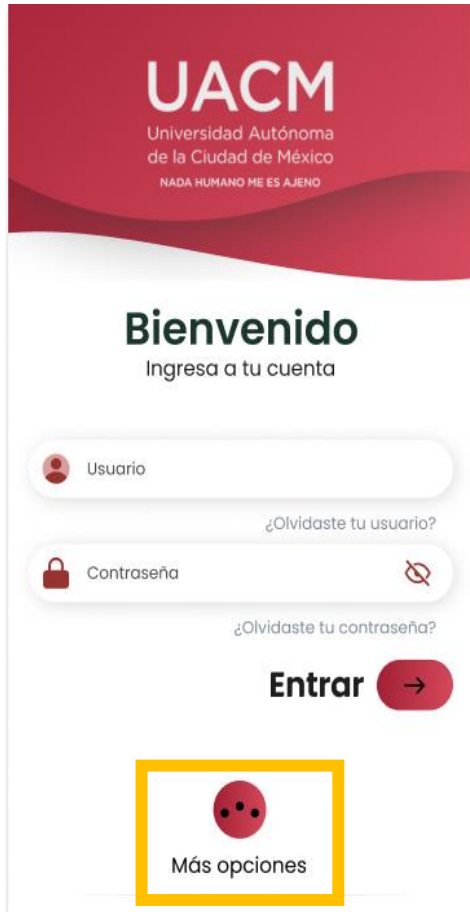 UACM
Universidad Autónoma
de la Ciudad de México
NADA HUMANO ME ES AJENO
Bienvenido
Ingresa a tu cuenta
Usuario
¿Olvidaste tu usuario?
Contraseña
¿Olvidaste tu contraseña?
Entrar
Más opciones